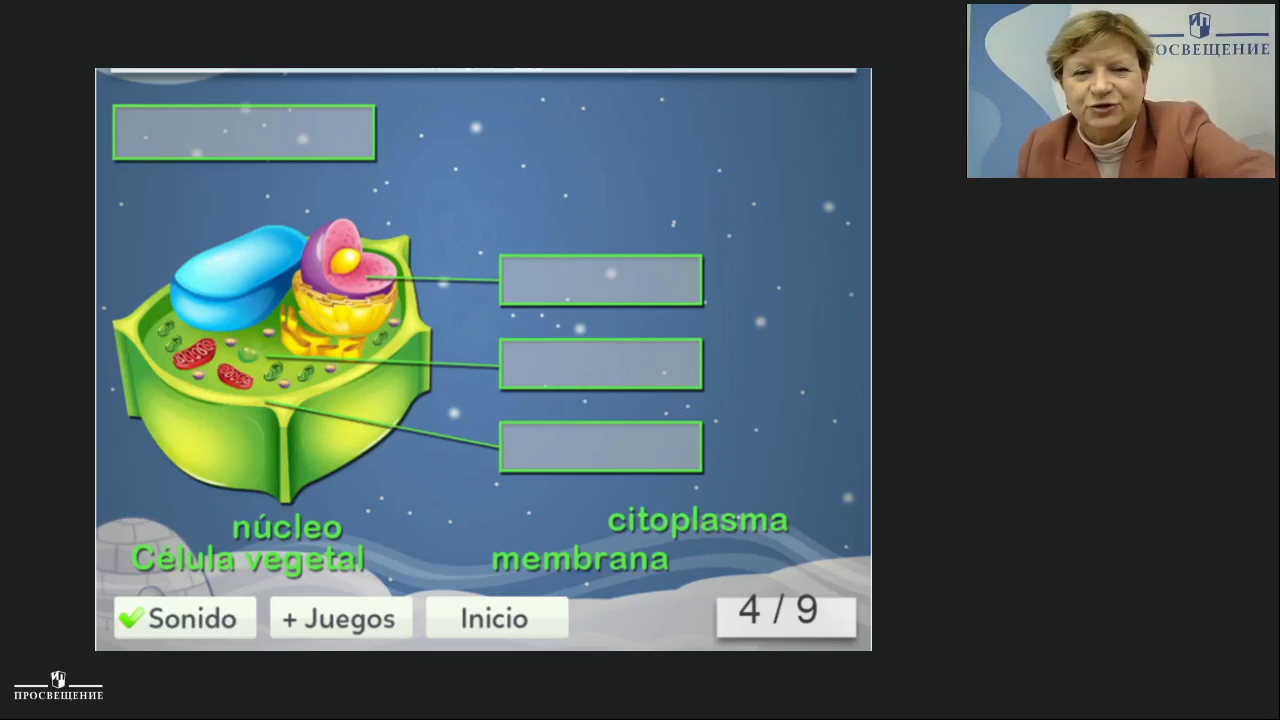 ПРОСВЕЩЕНИЕ
núcleo
citoplasma
Célula vegetal
membrana
Sonido
+ Juegos
Inicio
4 / 9
ПРОСВЕЩЕНИЕ